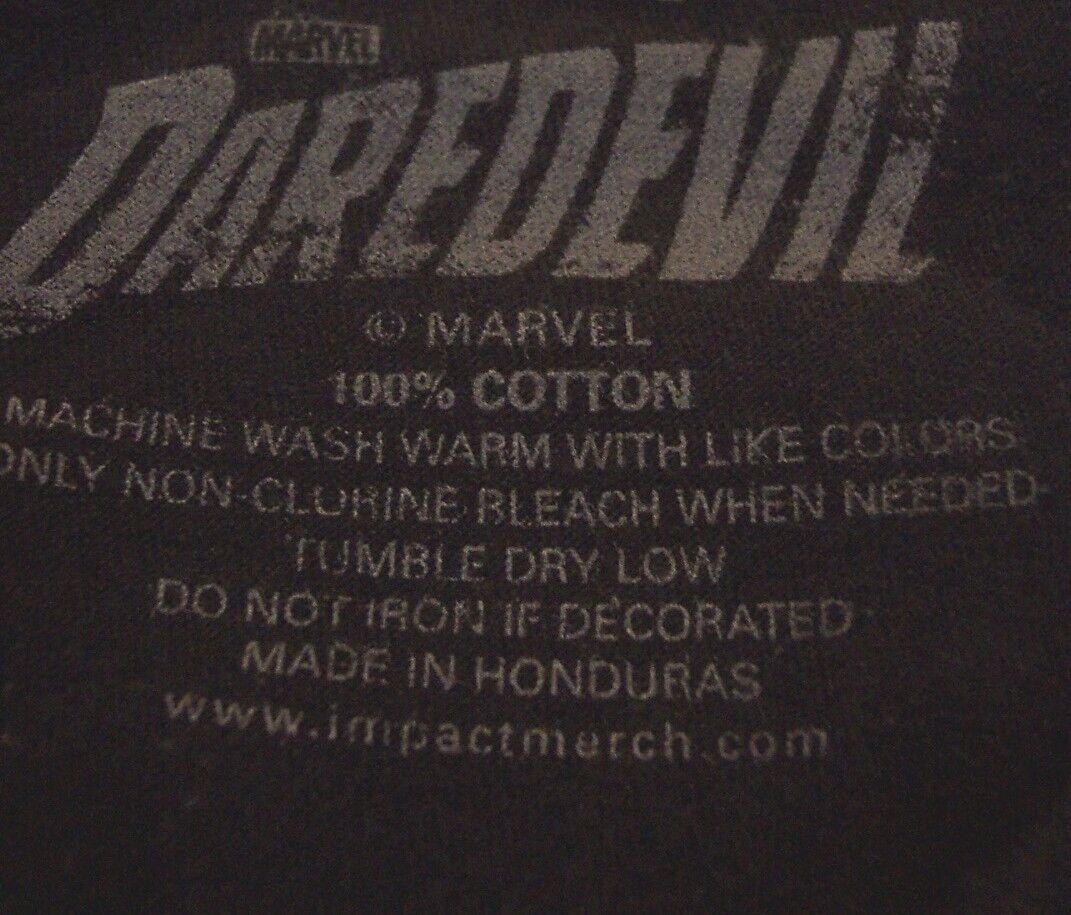 MARVEL
DAREDEVIL
© MARVEL
100% COTTON
MACHINE WASH WARM WITH LIKE COLORS
ONLY NON-CLORINE BLEACH WHEN NEEDED
TUMBLE DRY LOW
DO NOT IRON IF DECORATED
MADE IN HONDURAS
www.impactmerch.com